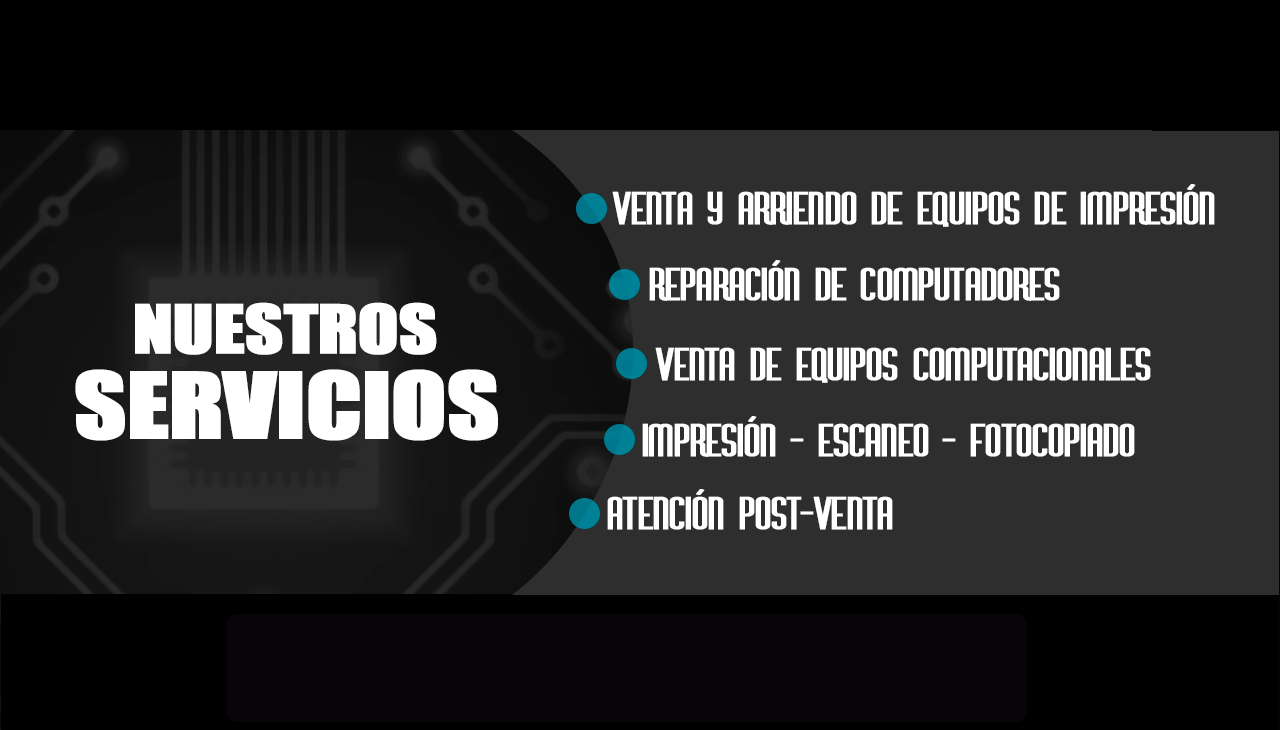 NUESTROS
SERVICIOS
VENTA Y ARRIENDO DE EQUIPOS DE IMPRESIÓN
REPARACIÓN DE COMPUTADORES
VENTA DE EQUIPOS COMPUTACIONALES
IMPRESIÓN - ESCANEO - FOTOCOPIADO
ATENCIÓN POST-VENTA